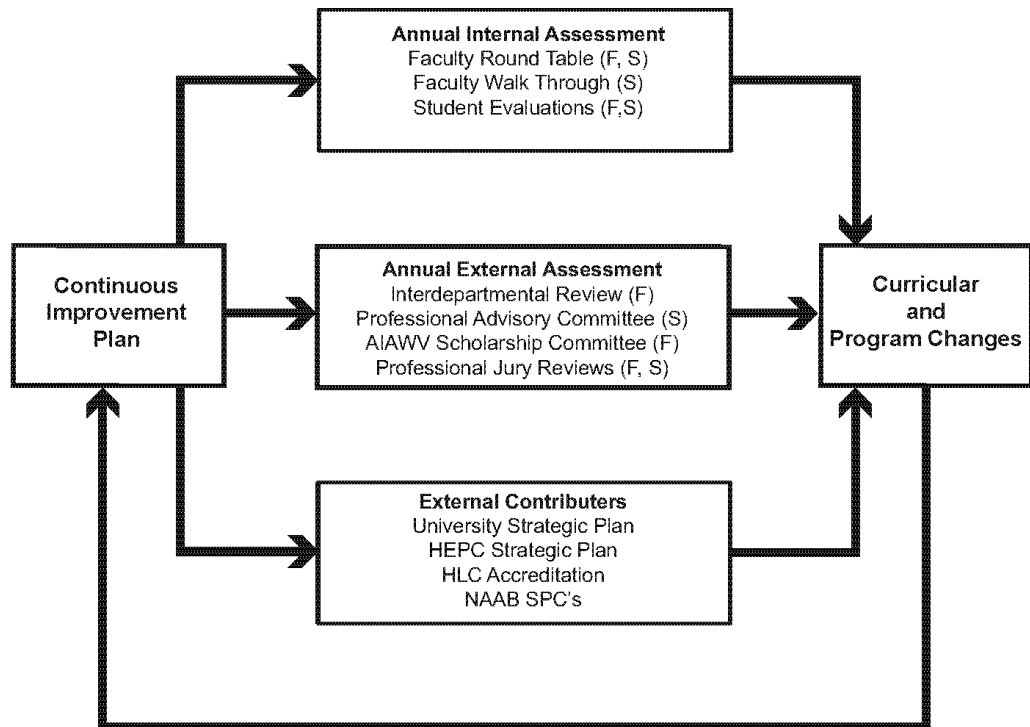 Annual Internal Assessment
Faculty Round Table (F, S)
Faculty Walk Through (S)
Student Evaluations (F,S)
Continuous
Improvement
Plan
Annual External Assessment
Interdepartmental Review (F)
Professional Advisory Committee (S)
AIAWV Scholarship Committee (F)
Professional Jury Reviews (F, S)
Curricular
and
Program Changes
External Contributers
University Strategic Plan
HEPC Strategic Plan
HLC Accreditation
NAAB SPC's